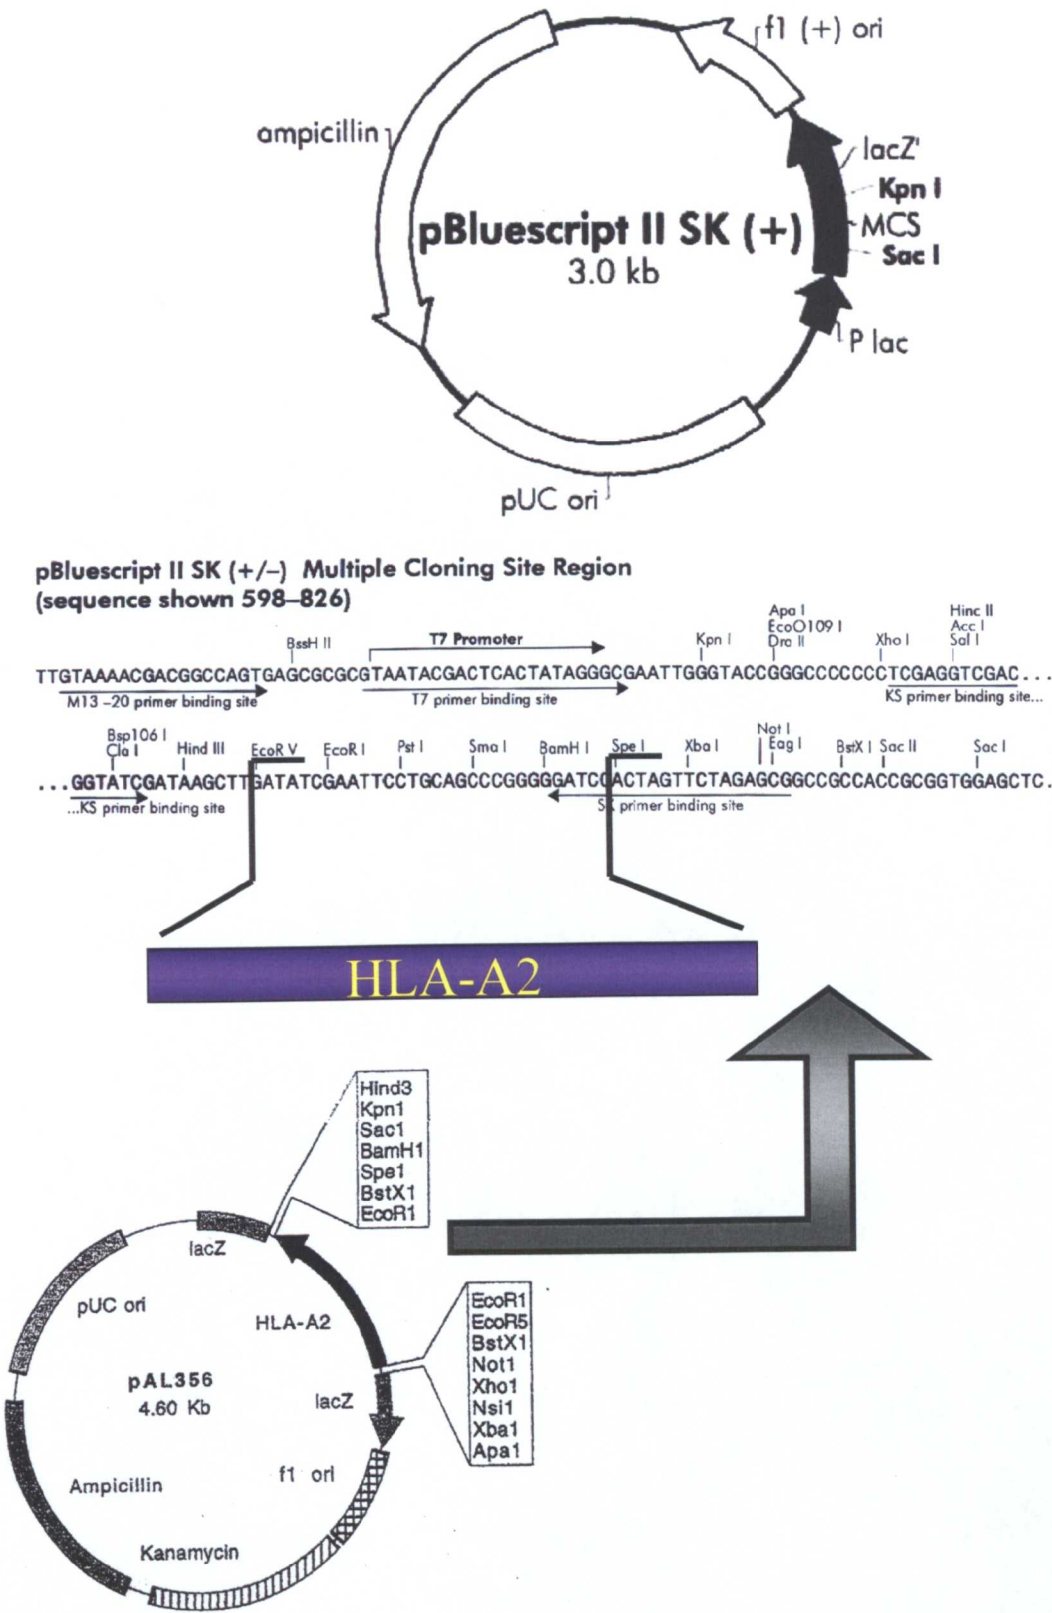 f1 (+) ori
ampicillin
lacZ'
Kpn I
MCS
Sac I
pBluescript II SK (+)
3.0 kb
P lac
pUC ori
pBluescript II SK (+/–) Multiple Cloning Site Region
(sequence shown 598–826)
BssH II
T7 Promoter
Kpn I
Apa I
EcoO109 I
Dra II
Xho I
Hinc II
Acc I
Sal I
TTGTAAAACGACGGCCAGTGAGCGCGCGTAATACGACTCACTATAGGGCGAATTGGGTACCGGGCCCCCCCTCGAGGTCGAC...
M13 –20 primer binding site
T7 primer binding site
KS primer binding site...
Bsp106 I
Cla I
Hind III
EcoR V
EcoR I
Pst I
Sma I
BamH I
Spe I
Xba I
Not I
Eag I
BstX I
Sac II
Sac I
...GGTATCGATAAGCTTGATATCGAATTCCTGCAGCCCGGGGGATCCACTAGTTCTAGAGCGGCCGCCACCGCGGTGGAGCTC..
...KS primer binding site
SK primer binding site
HLA-A2
Hind3
Kpn1
Sac1
BamH1
Spe1
BstX1
EcoR1
lacZ
pUC ori
HLA-A2
EcoR1
EcoR5
BstX1
Not1
Xho1
Nsi1
Xba1
Apa1
pAL356
4.60 Kb
lacZ
f1 ori
Ampicillin
Kanamycin